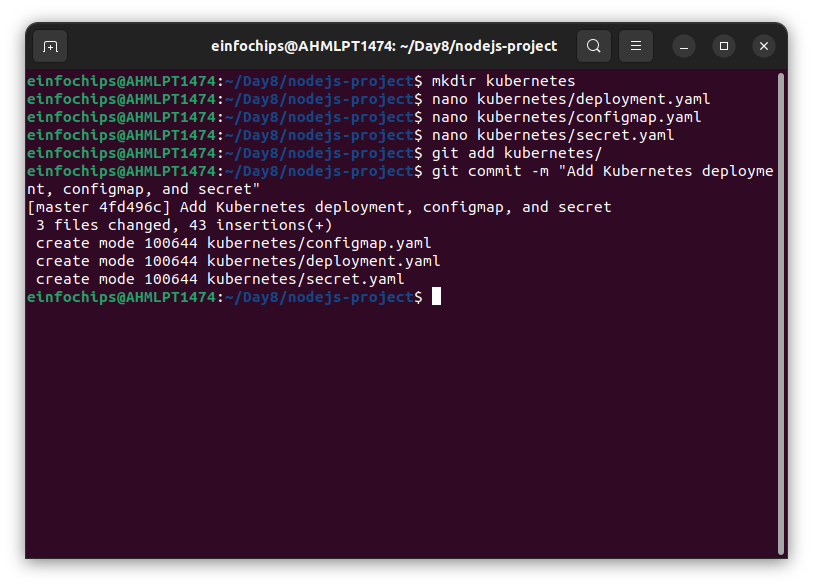 einfochips@AHMLPT1474: ~/Day8/nodejs-project
einfochips@AHMLPT1474:~/Day8/nodejs-project$ mkdir kubernetes
einfochips@AHMLPT1474:~/Day8/nodejs-project$ nano kubernetes/deployment.yaml
einfochips@AHMLPT1474:~/Day8/nodejs-project$ nano kubernetes/configmap.yaml
einfochips@AHMLPT1474:~/Day8/nodejs-project$ nano kubernetes/secret.yaml
einfochips@AHMLPT1474:~/Day8/nodejs-project$ git add kubernetes/
einfochips@AHMLPT1474:~/Day8/nodejs-project$ git commit -m "Add Kubernetes deployme
nt, configmap, and secret"
[master 4fd496c] Add Kubernetes deployment, configmap, and secret
 3 files changed, 43 insertions(+)
 create mode 100644 kubernetes/configmap.yaml
 create mode 100644 kubernetes/deployment.yaml
 create mode 100644 kubernetes/secret.yaml
einfochips@AHMLPT1474:~/Day8/nodejs-project$